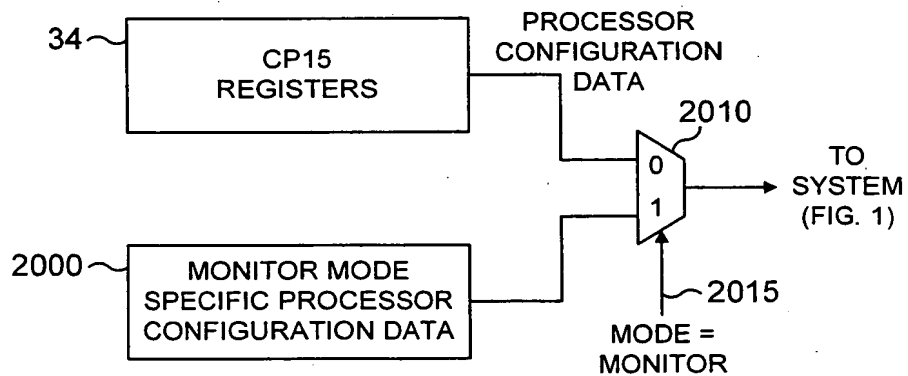 34
CP15
REGISTERS
PROCESSOR
CONFIGURATION
DATA
2010
0
1
TO
SYSTEM
(FIG. 1)
2000
MONITOR MODE
SPECIFIC PROCESSOR
CONFIGURATION DATA
2015
MODE =
MONITOR